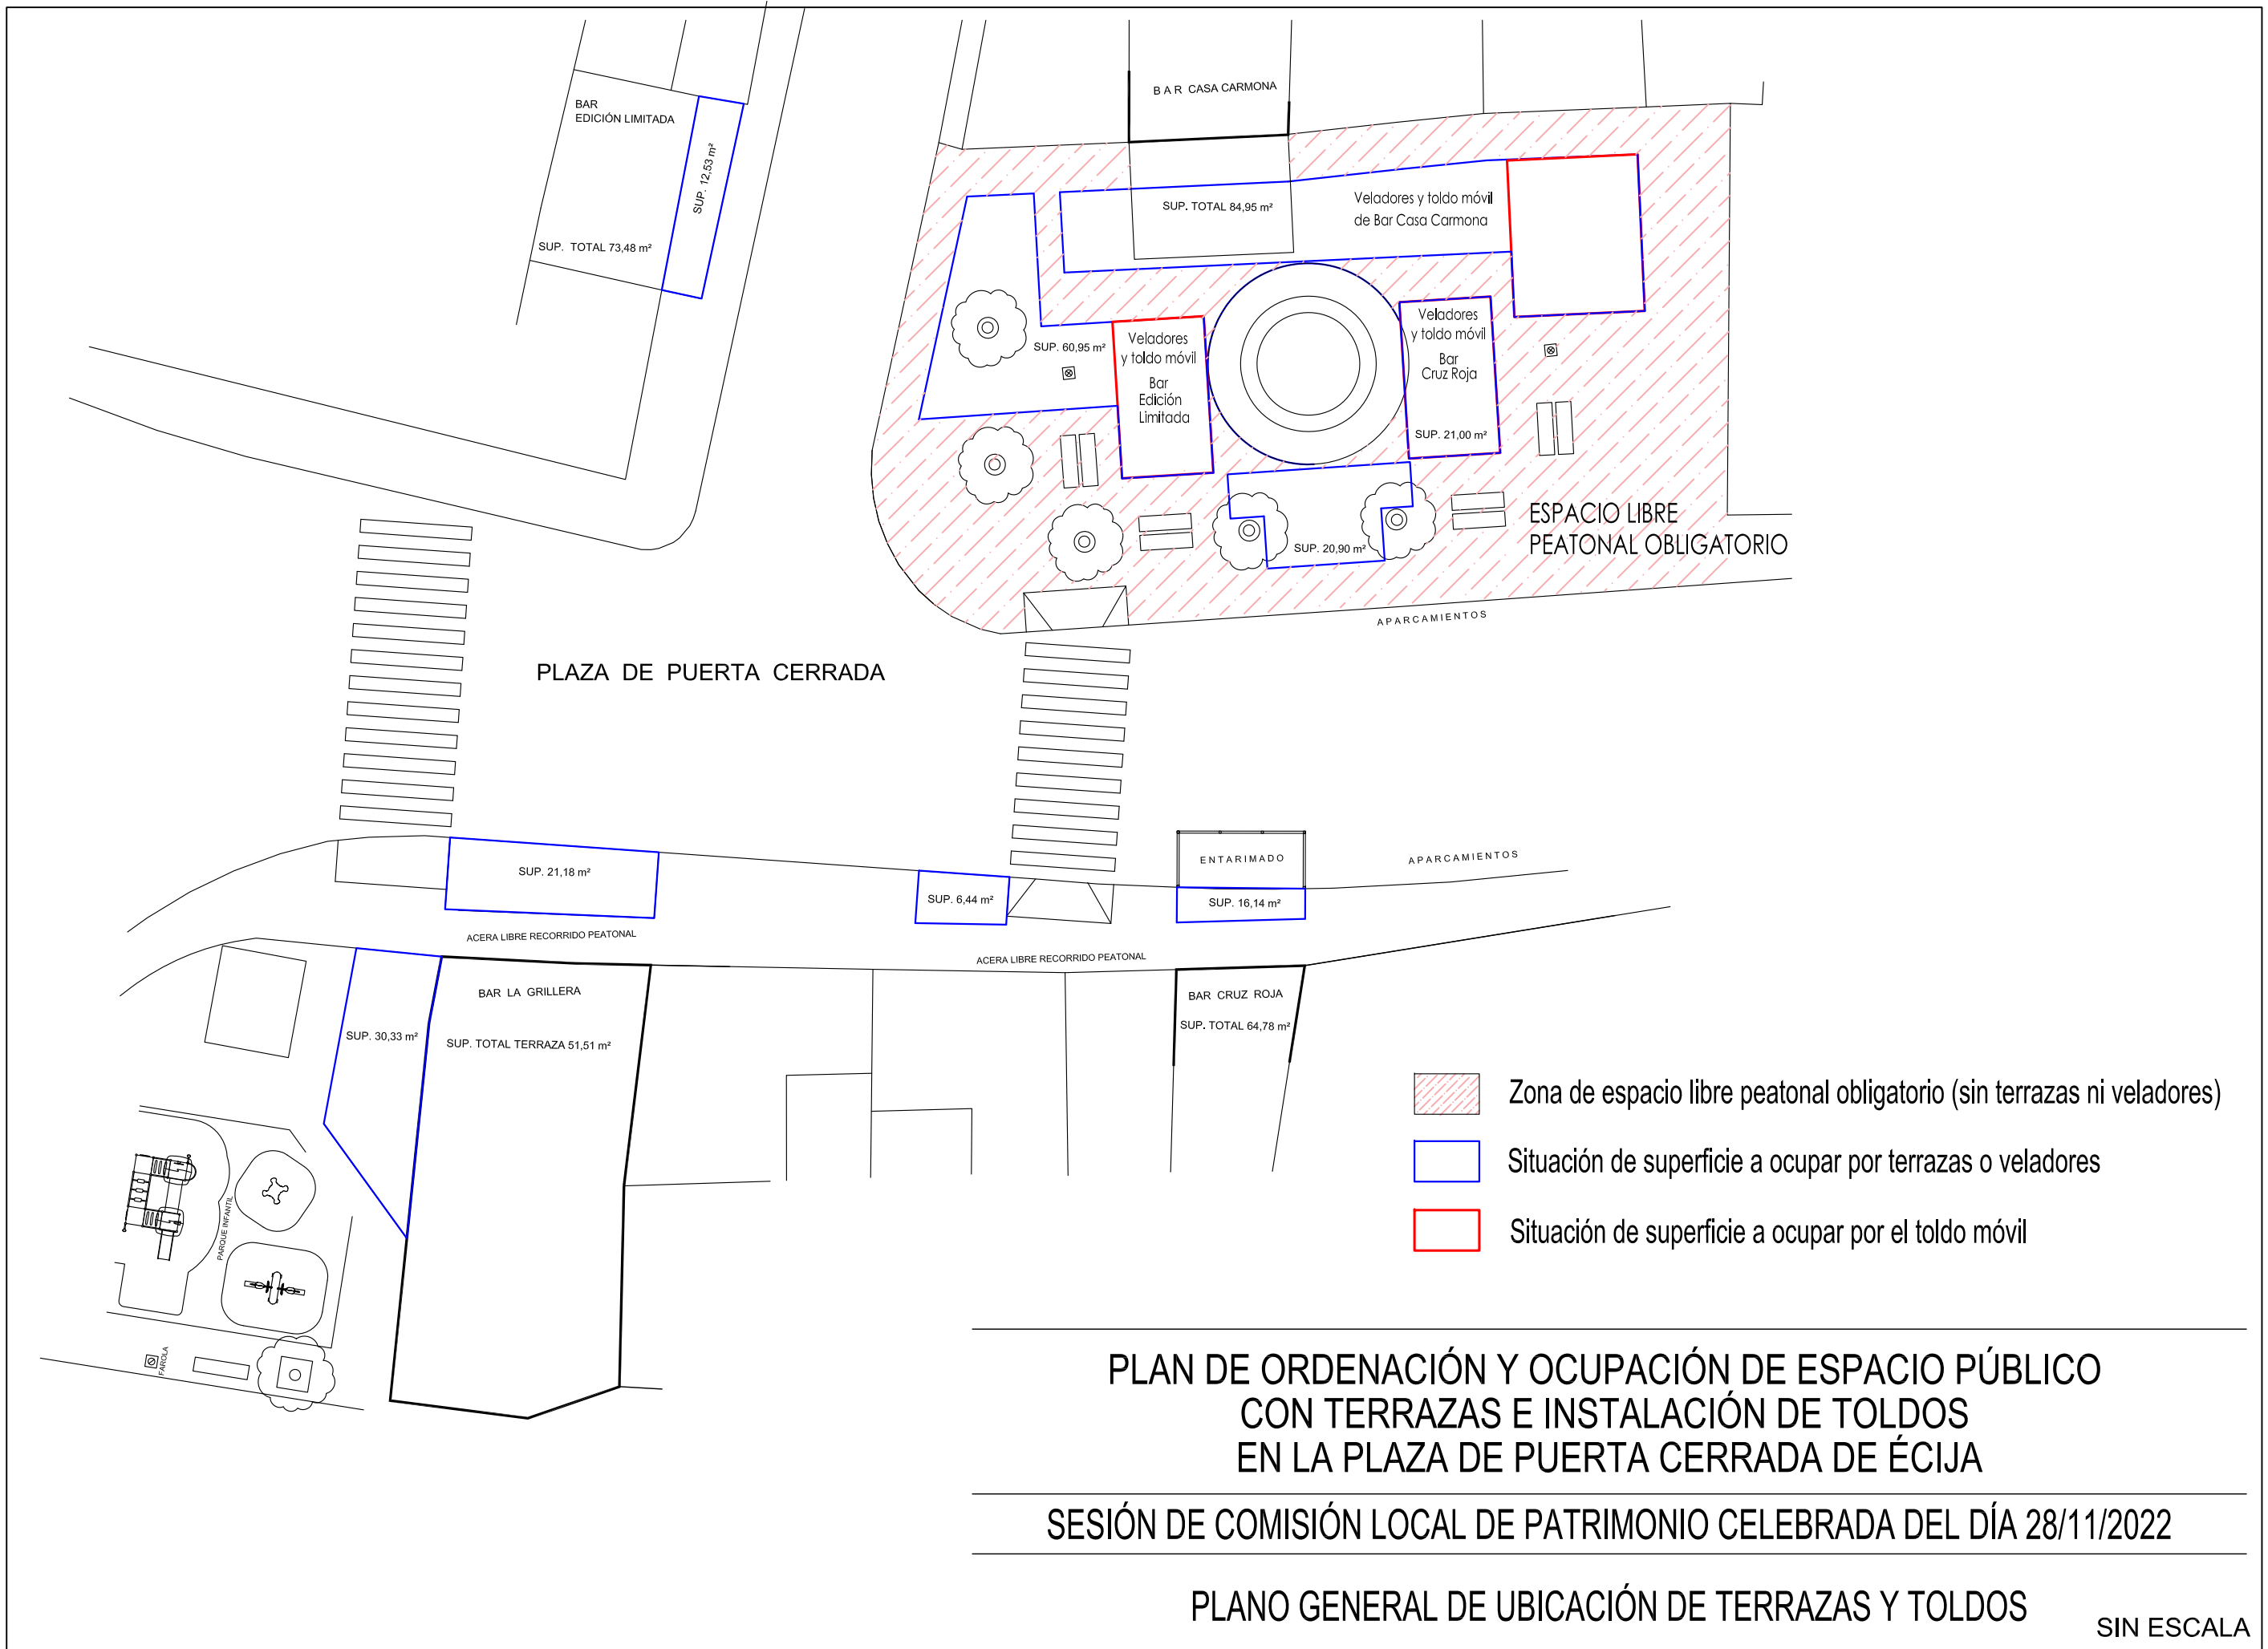 BAR
EDICIÓN LIMITADA
SUP. 12,53 m²
SUP. TOTAL 73,48 m²
BAR CASA CARMONA
SUP. TOTAL 84,95 m²
Veladores y toldo móvil
de Bar Casa Carmona
SUP. 60,95 m²
Veladores
y toldo móvil
Bar
Edición
Limitada
Veladores
y toldo móvil
Bar
Cruz Roja
SUP. 21,00 m²
SUP. 20,90 m²
ESPACIO LIBRE
PEATONAL OBLIGATORIO
APARCAMIENTOS
PLAZA DE PUERTA CERRADA
SUP. 21,18 m²
SUP. 6,44 m²
ENTARIMADO
SUP. 16,14 m²
APARCAMIENTOS
ACERA LIBRE RECORRIDO PEATONAL
ACERA LIBRE RECORRIDO PEATONAL
BAR LA GRILLERA
SUP. 30,33 m²
SUP. TOTAL TERRAZA 51,51 m²
BAR CRUZ ROJA
SUP. TOTAL 64,78 m²
PARQUE INFANTIL
FAROLA
Zona de espacio libre peatonal obligatorio (sin terrazas ni veladores)
Situación de superficie a ocupar por terrazas o veladores
Situación de superficie a ocupar por el toldo móvil
PLAN DE ORDENACIÓN Y OCUPACIÓN DE ESPACIO PÚBLICO
CON TERRAZAS E INSTALACIÓN DE TOLDOS
EN LA PLAZA DE PUERTA CERRADA DE ÉCIJA
SESIÓN DE COMISIÓN LOCAL DE PATRIMONIO CELEBRADA DEL DÍA 28/11/2022
PLANO GENERAL DE UBICACIÓN DE TERRAZAS Y TOLDOS
SIN ESCALA